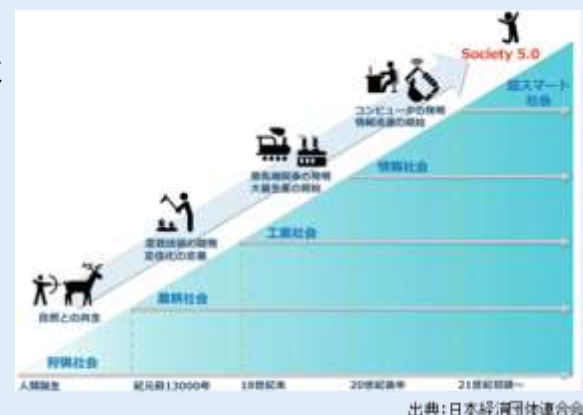 Society 5.0
超スマート
社会
コンピュータの発明
情報流通の開始
情報社会
蒸気機関車の発明
大量生産の開始
工業社会
灌漑技術の開発
定住化の定着
農耕社会
自然との共生
狩猟社会
人類誕生
紀元前13000年
18世紀末
20世紀後半
21世紀初頭〜
出典:日本経済団体連合会